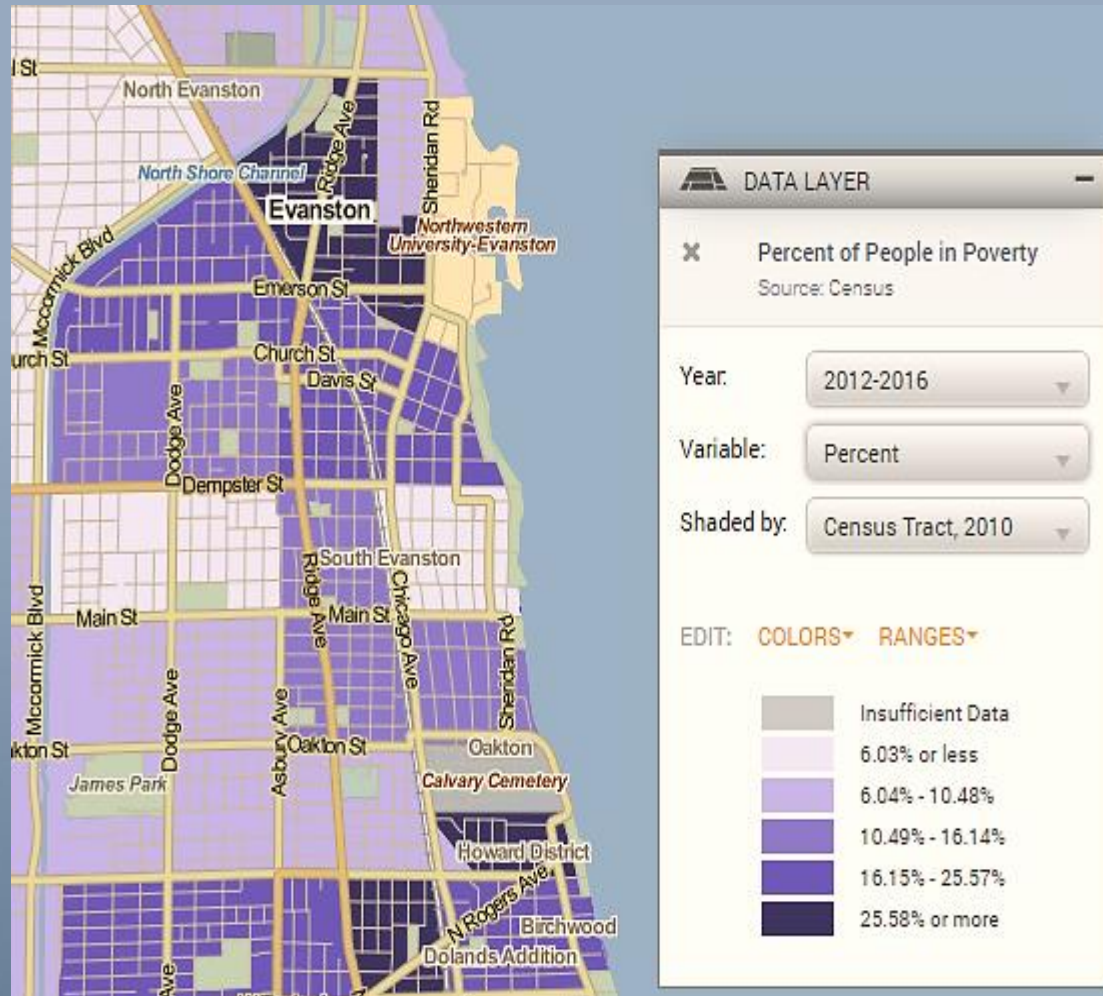 l St
North Evanston
North Shore Channel
Ridge Ave
Sheridan Rd
Evanston
Northwestern
University-Evanston
Mccormick Blvd
Emerson St
urch St
Church St
Davis St
Dodge Ave
Dempster St
South Evanston
Ridge Ave
Chicago Ave
Main St
Main St
Mccormick Blvd
Dodge Ave
Asbury Ave
Sheridan Rd
kton St
Oakton St
Oakton
James Park
Calvary Cemetery
Howard District
N Rogers Ave
Birchwood
Dolands Addition
Ave
DATA LAYER
Percent of People in Poverty
Source: Census
Year:
2012-2016
Variable:
Percent
Shaded by:
Census Tract, 2010
EDIT: COLORS RANGES
Insufficient Data
6.03% or less
6.04% - 10.48%
10.49% - 16.14%
16.15% - 25.57%
25.58% or more